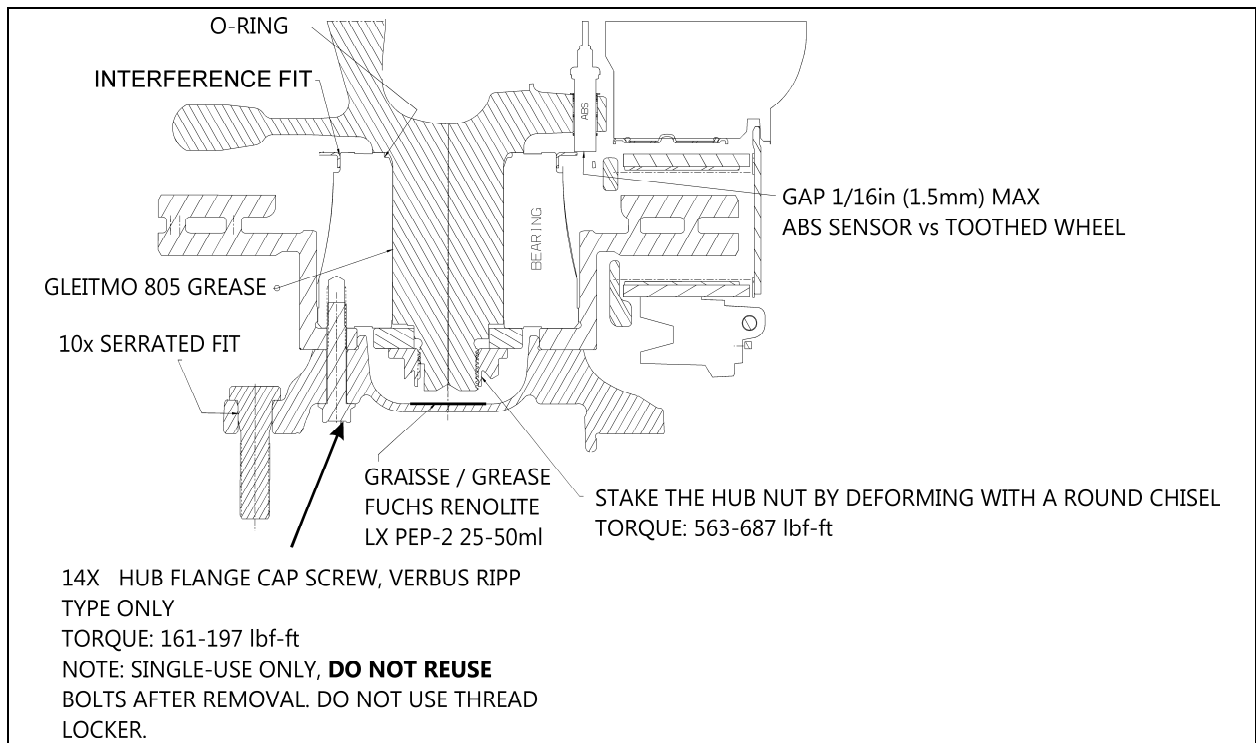 O-RING
INTERFERENCE FIT
ABS
GAP 1/16in (1.5mm) MAX
ABS SENSOR vs TOOTHED WHEEL
BEARING
GLEITMO 805 GREASE
10x SERRATED FIT
GRAISSE / GREASE
FUCHS RENOLITE
LX PEP-2 25-50ml
STAKE THE HUB NUT BY DEFORMING WITH A ROUND CHISEL
TORQUE: 563-687 lbf-ft
14X HUB FLANGE CAP SCREW, VERBUS RIPP
TYPE ONLY
TORQUE: 161-197 lbf-ft
NOTE: SINGLE-USE ONLY, DO NOT REUSE
BOLTS AFTER REMOVAL. DO NOT USE THREAD
LOCKER.